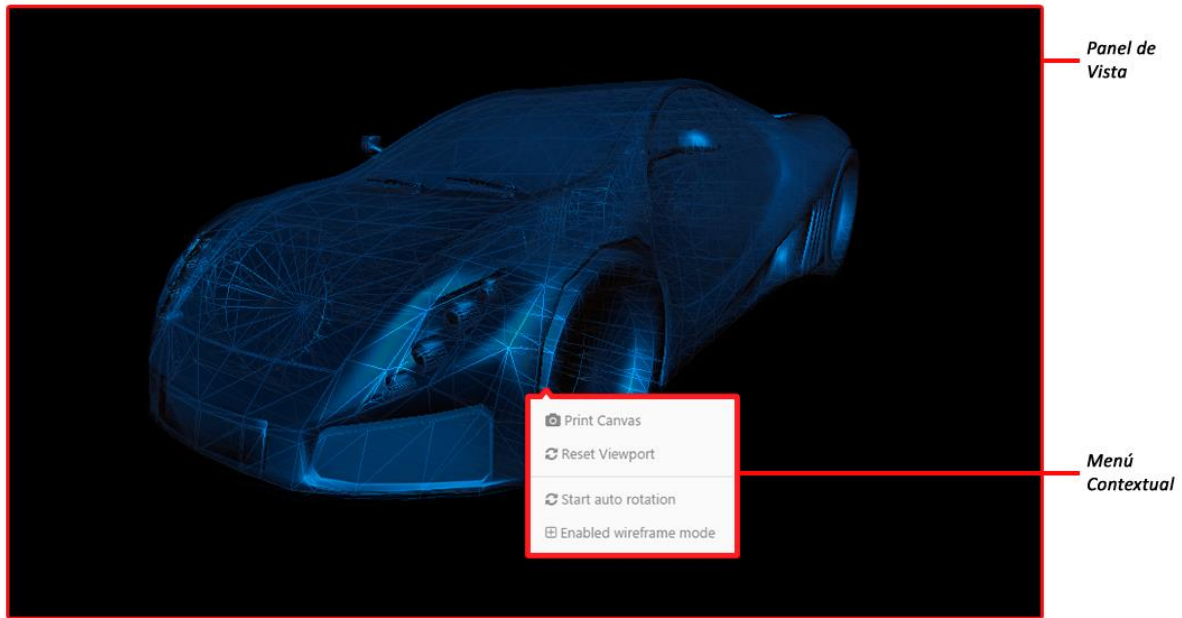 Panel de
Vista
Print Canvas
Reset Viewport
Start auto rotation
Enabled wireframe mode
Menú
Contextual